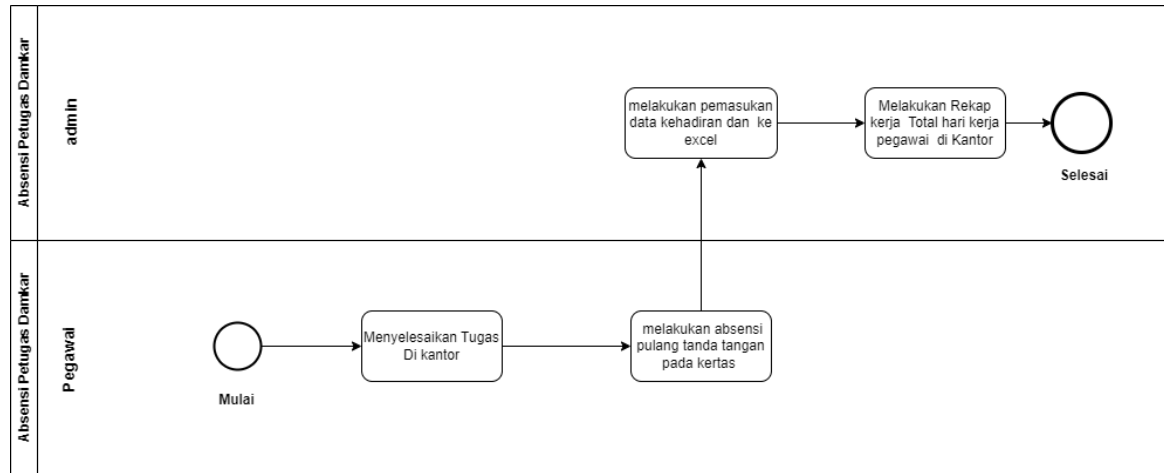 Absensi Petugas Damkar
admin
melakukan pemasukan
data kehadiran dan ke
excel
Melakukan Rekap
kerja Total hari kerja
pegawai di Kantor
Selesai
Absensi Petugas Damkar
Pegawai
Mulai
Menyelesaikan Tugas
Di kantor
melakukan absensi
pulang tanda tangan
pada kertas